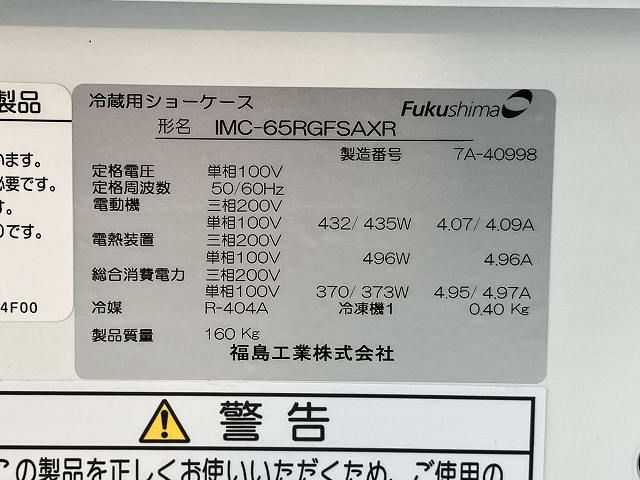 製品
冷蔵用ショーケース
Fukushima
形名 IMC-65RGFSAXR
製造番号 7A-40998
定格電圧 単相100V
定格周波数 50/60Hz
電動機 三相200V
単相100V 432/435W 4.07/4.09A
電熱装置 三相200V
単相100V 496W 4.96A
総合消費電力 三相200V
単相100V 370/373W 4.95/4.97A
冷媒 R-404A 冷凍機1 0.40Kg
製品質量 160Kg
福島工業株式会社
います。
必要です。
す。
です。
4F00
警告
この製品を正しくお使いいただくため、ご使用の